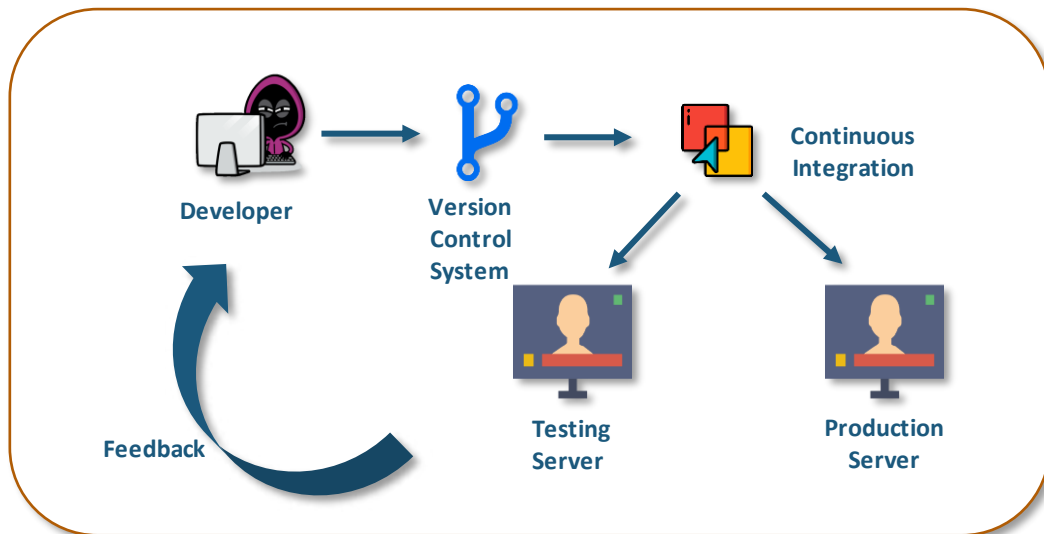 Developer
Version
Control
System
Continuous
Integration
Testing
Server
Production
Server
Feedback